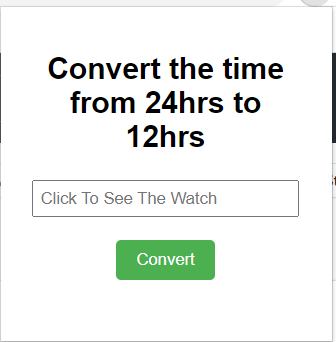 Convert the time
from 24hrs to
12hrs
Click To See The Watch
Convert